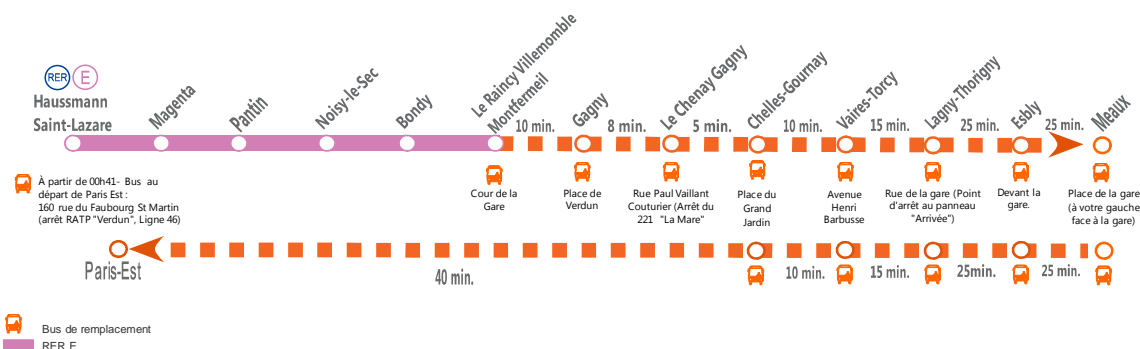 RER E
Haussmann
Saint-Lazare
Magenta
Pantin
Noisy-le-Sec
Bondy
Le Raincy Villemomble
Montfermeil
Gagny
Le Chenay Gagny
Chelles-Gournay
Vaires-Torcy
Lagny-Thorigny
Esbly
Meaux
10 min.
8 min.
5 min.
10 min.
15 min.
25 min.
25 min.
À partir de 00h41- Bus au
départ de Paris Est :
160 rue du Faubourg St Martin
(arrêt RATP "Verdun", Ligne 46)
Cour de la
Gare
Place de
Verdun
Rue Paul Vaillant
Couturier (Arrêt du
221 "La Mare"
Place du
Grand
Jardin
Avenue
Henri
Barbusse
Rue de la gare (Point
d'arrêt au panneau
"Arrivée")
Devant la
gare.
Place de la gare
(à votre gauche
face à la gare)
Paris-Est
40 min.
10 min.
15 min.
25min.
25 min.
Bus de remplacement
RER E